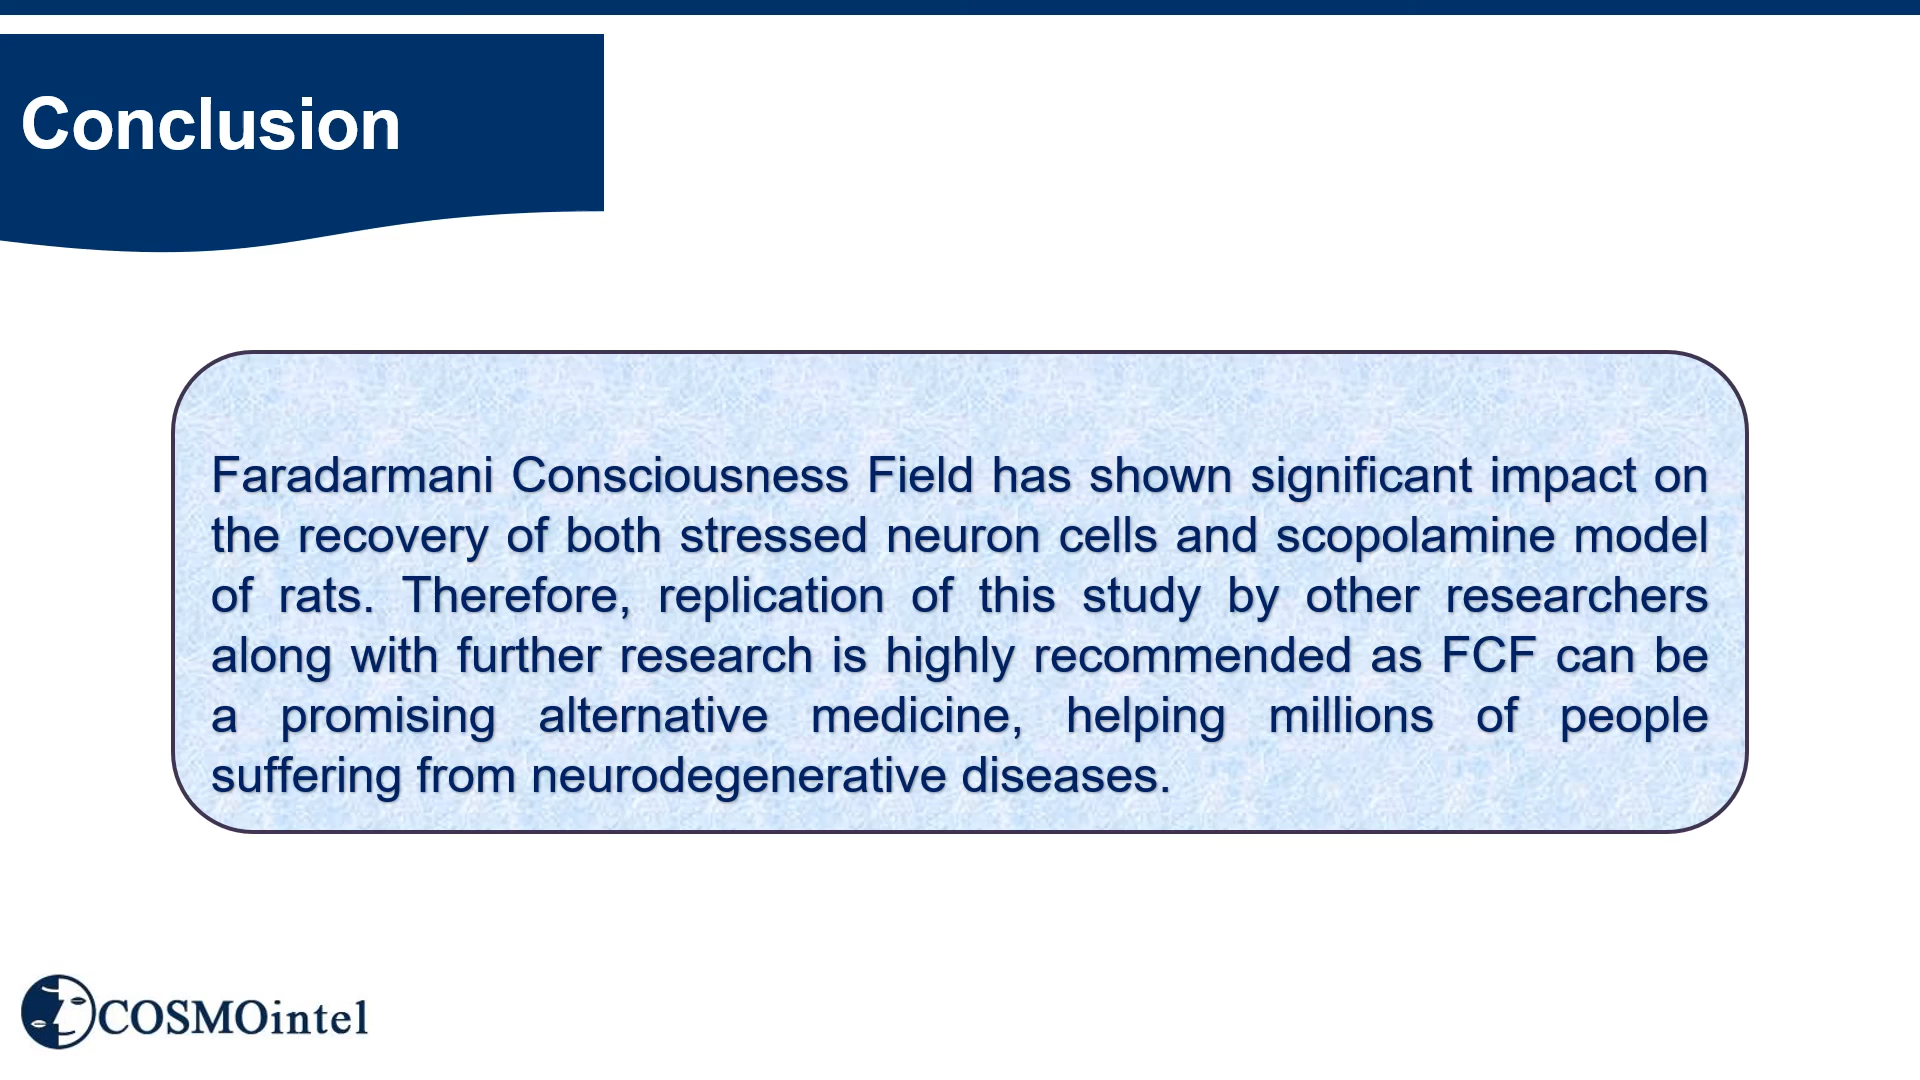 Conclusion
Faradarmani Consciousness Field has shown significant impact on
the recovery of both stressed neuron cells and scopolamine model
of rats. Therefore, replication of this study by other researchers
along with further research is highly recommended as FCF can be
a promising alternative medicine, helping millions of people
suffering from neurodegenerative diseases.
COSMOintel